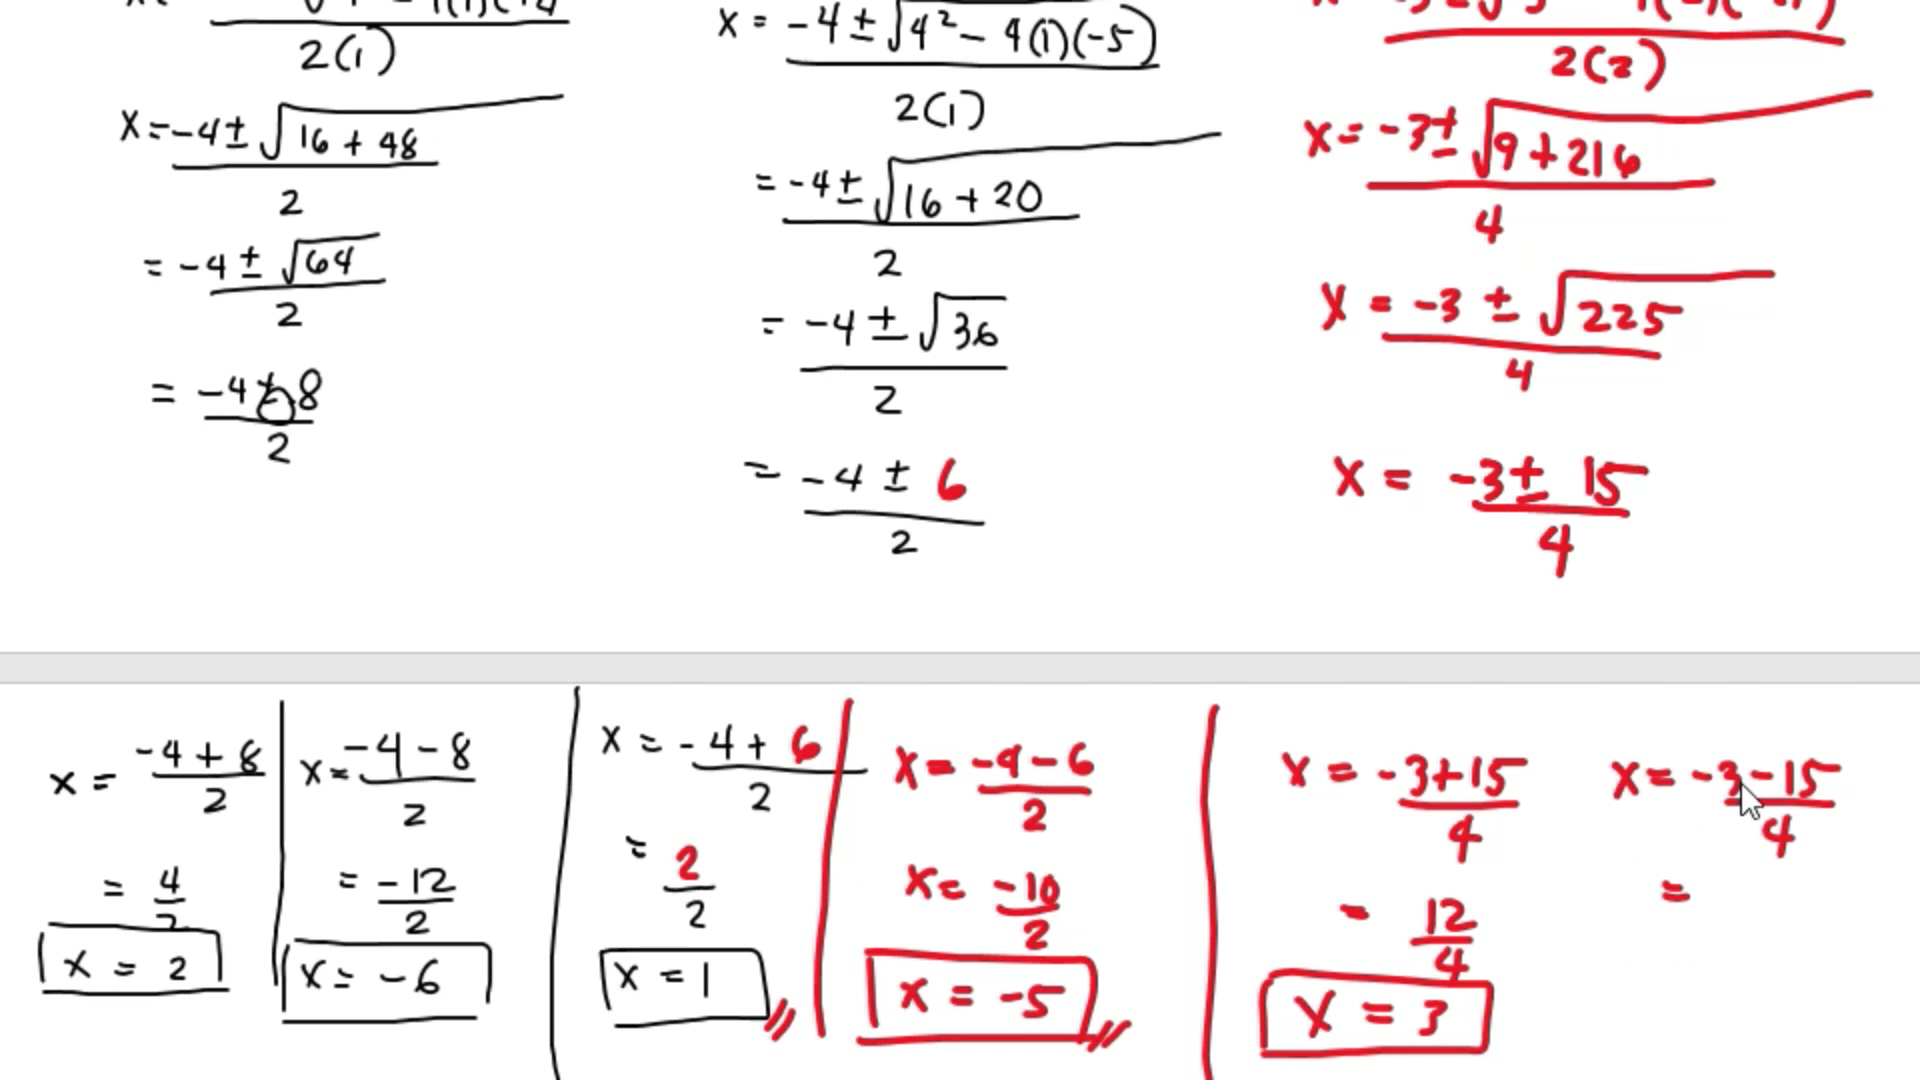 2(1)
x = -4 ± √16 + 48
2
= -4 ± √64
2
= -4 ± 8
2
x = -4 ± √4² - 4(1)(-5)
2(1)
= -4 ± √16 + 20
2
= -4 ± √36
2
= -4 ± 6
2
2(2)
x = -3 ± √9 + 216
4
x = -3 ± √225
4
x = -3 ± 15
4
x = -4 + 8
2
= 4
2
x = 2
x = -4 - 8
2
= -12
2
x = -6
x = -4 + 6
2
= 2
2
x = 1
x = -4 - 6
2
x = -10
2
x = -5
x = -3 + 15
4
= 12
4
x = 3
x = -3 - 15
4
=